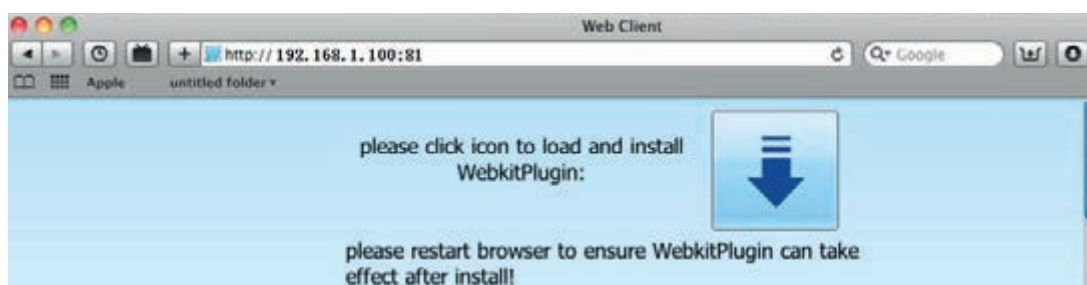 Web Client
http://192.168.1.100:81
Google
Apple untitled folder
please click icon to load and install
WebkitPlugin:
please restart browser to ensure WebkitPlugin can take
effect after install!